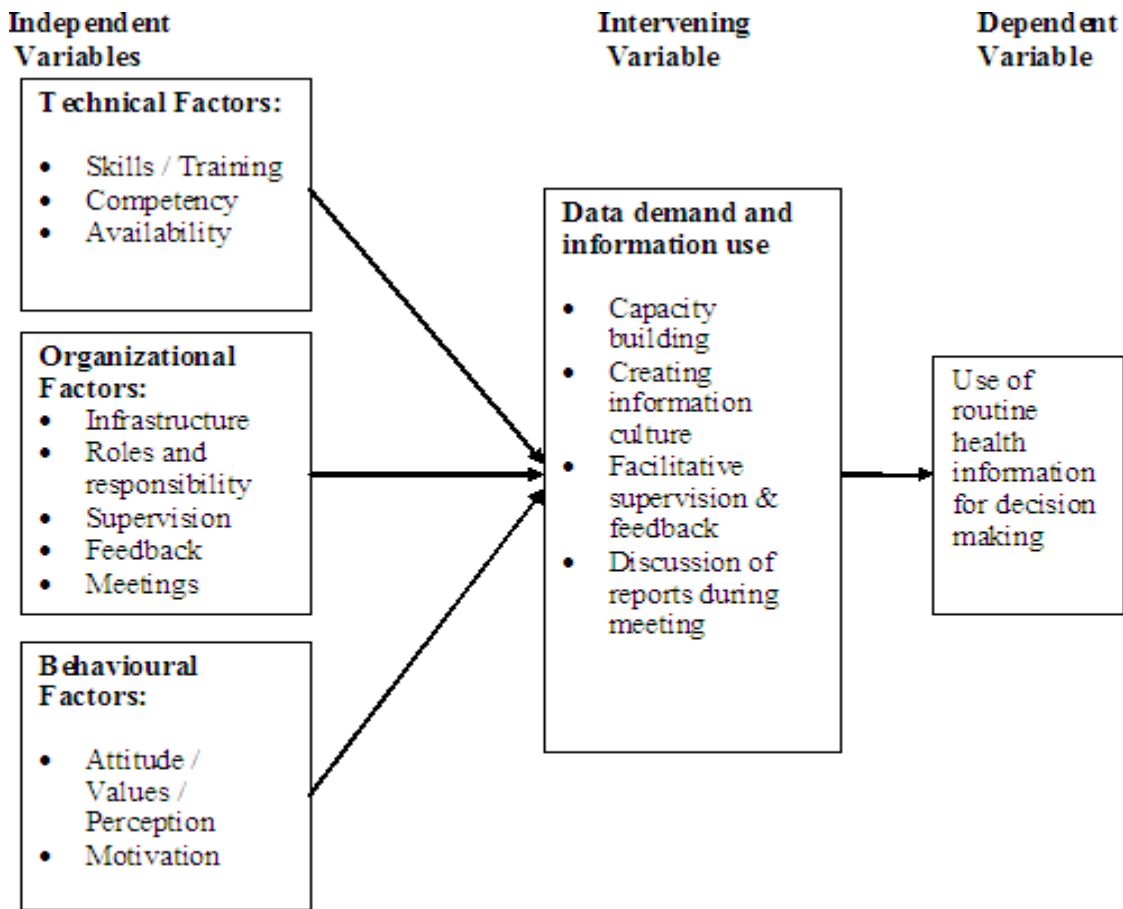 Independent Variables
Intervening Variable
Dependent Variable
Technical Factors:
• Skills / Training
• Competency
• Availability
Organizational
Factors:
• Infrastructure
• Roles and
responsibility
• Supervision
• Feedback
• Meetings
Behavioural
Factors:
• Attitude /
Values /
Perception
• Motivation
Data demand and
information use
• Capacity
building
• Creating
information
culture
• Facilitative
supervision &
feedback
• Discussion of
reports during
meeting
Use of
routine
health
information
for decision
making